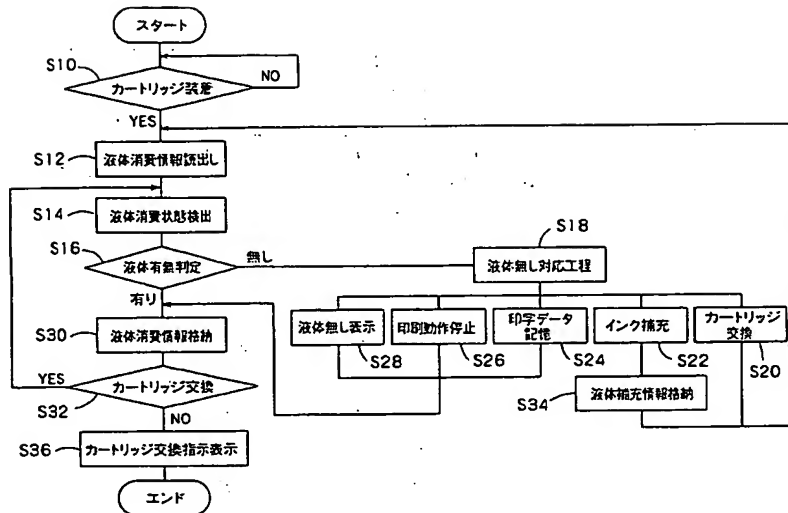 スタート
S10
カートリッジ装着
NO
YES
S12
液体消費情報読出し
S14
液体消費状態検出
S16
液体有無判定
無し
有り
S18
液体無し対応工程
液体無し表示
S28
印刷動作停止
S26
印字データ
記憶
S24
インク補充
S22
カートリッジ
交換
S20
S34
液体補充情報格納
S30
液体消費情報格納
YES
S32
カートリッジ交換
NO
S36
カートリッジ交換指示表示
エンド